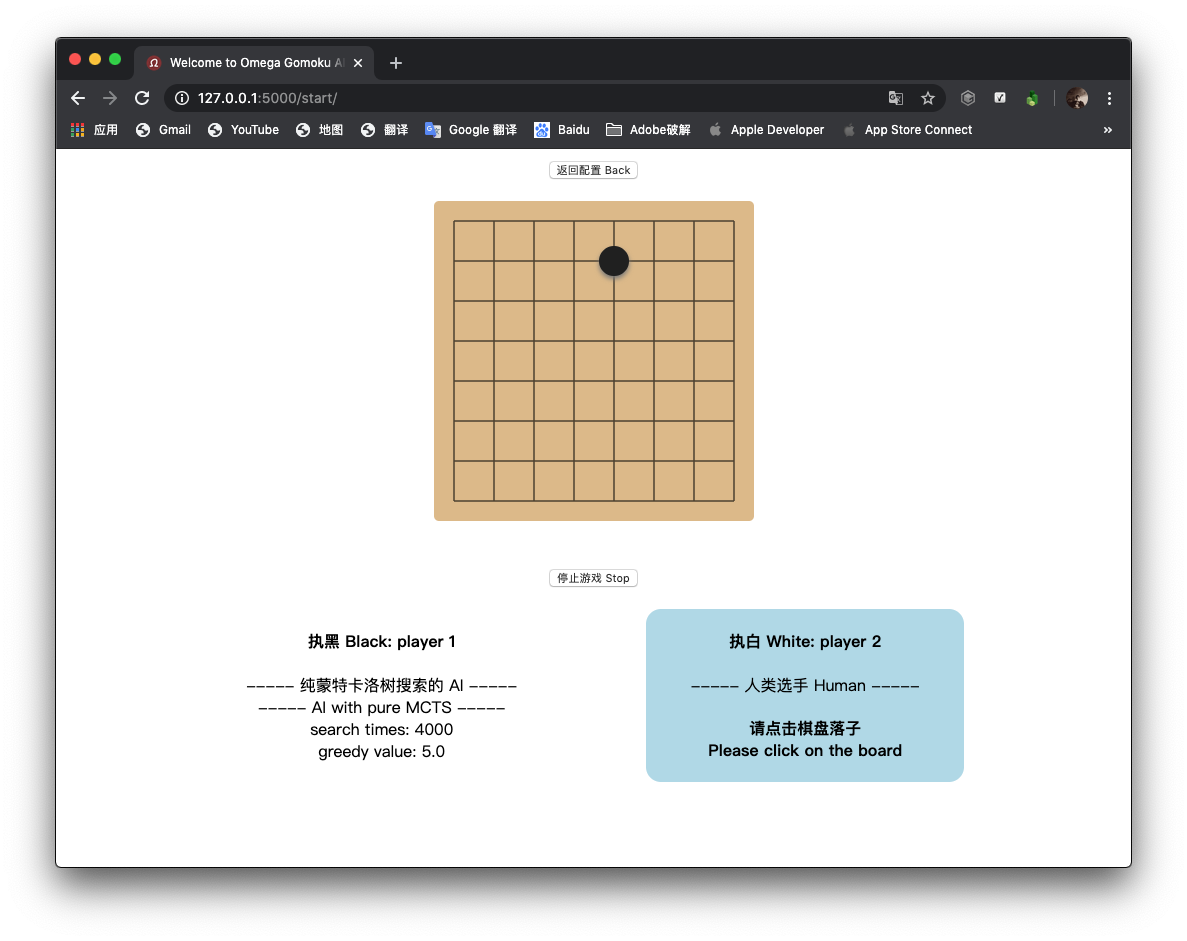 Welcome to Omega Gomoku A
127.0.0.1:5000/start/
应用 Gmail YouTube 地图 翻译 Google 翻译 Baidu Adobe破解 Apple Developer App Store Connect »
返回配置 Back
停止游戏 Stop
执黑 Black: player 1
----- 纯蒙特卡洛树搜索的 AI -----
----- AI with pure MCTS -----
search times: 4000
greedy value: 5.0
执白 White: player 2
----- 人类选手 Human -----
请点击棋盘落子
Please click on the board